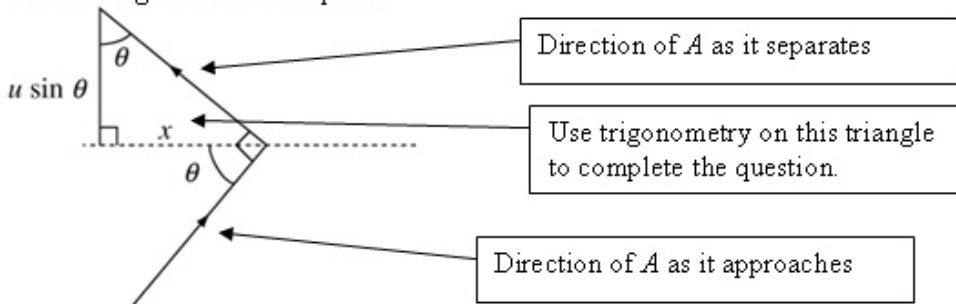 Direction of A as it separates
θ
u sin θ
x
Use trigonometry on this triangle
to complete the question.
θ
Direction of A as it approaches